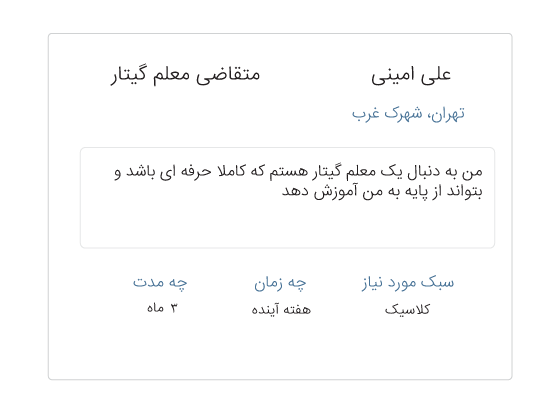 علی امینی
متقاضی معلم گیتار
تهران، شهرک غرب
من به دنبال یک معلم گیتار هستم که کاملا حرفه ای باشد و
بتواند از پایه به من آموزش دهد
سبک مورد نیاز
چه زمان
چه مدت
کلاسیک
هفته آینده
۳ ماه